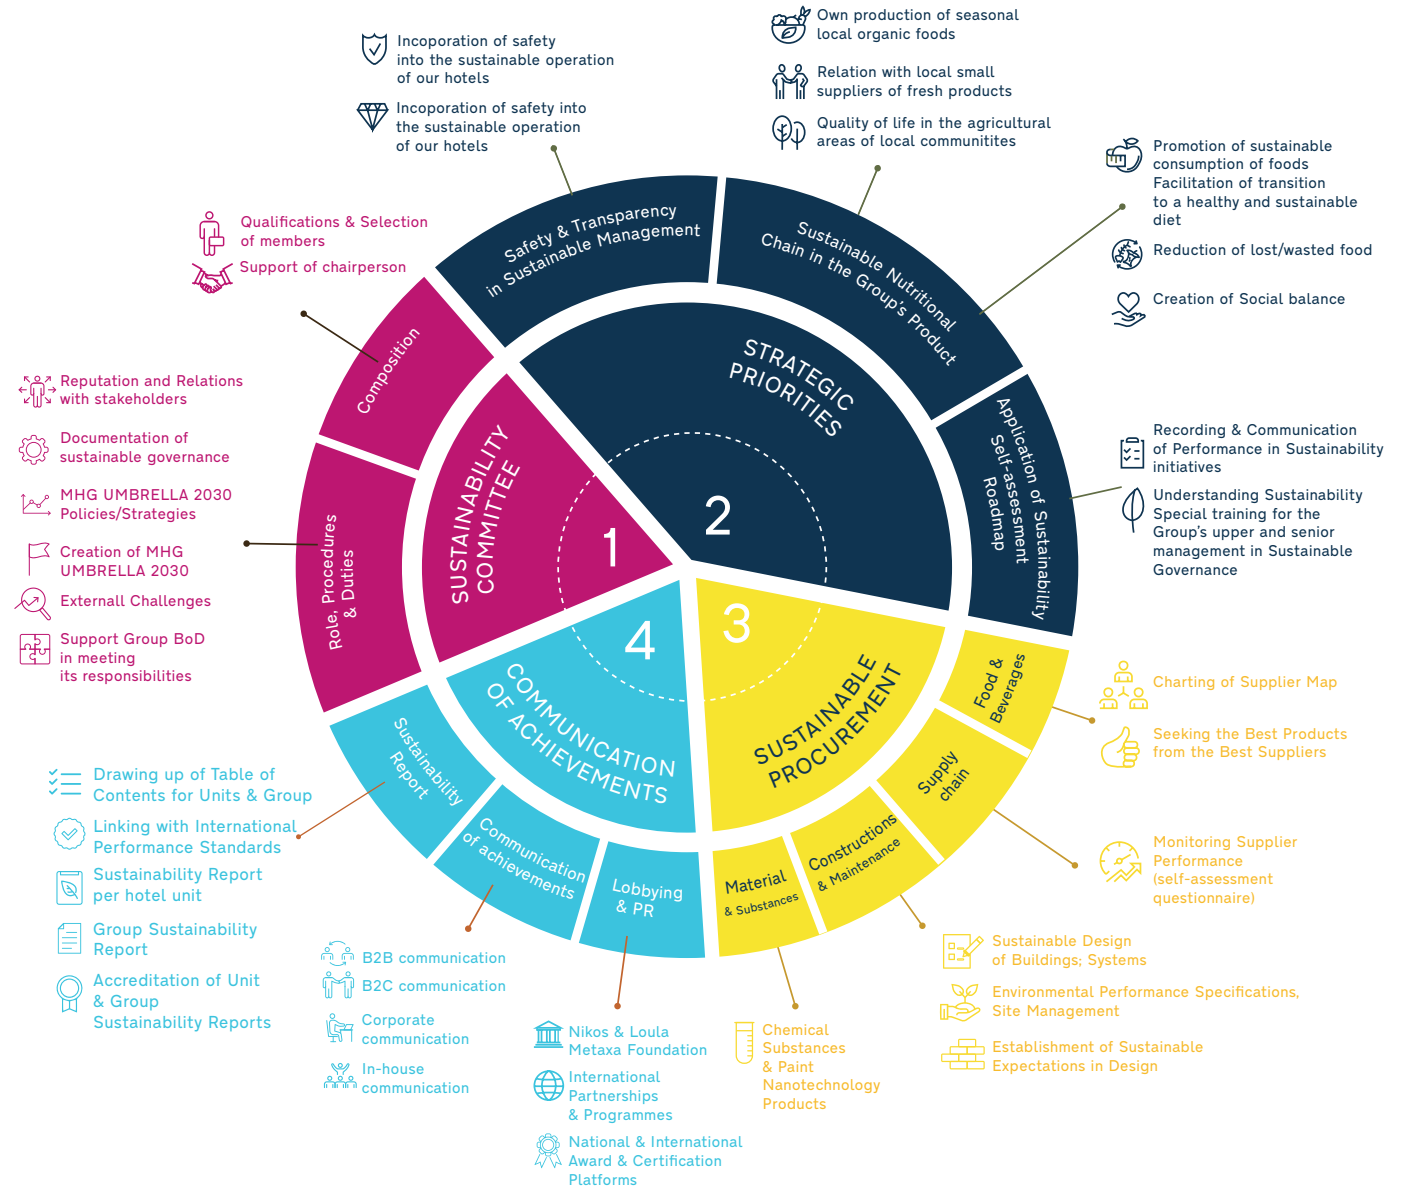 Incoporation of safety
into the sustainable operation
of our hotels
Incoporation of safety into
the sustainable operation
of our hotels
Own production of seasonal
local organic foods
Relation with local small
suppliers of fresh products
Quality of life in the agricultural
areas of local communitites
Promotion of sustainable
consumption of foods
Facilitation of transition
to a healthy and sustainable
diet
Reduction of lost/wasted food
Creation of Social balance
Recording & Communication
of Performance in Sustainability
initiatives
Understanding Sustainability
Special training for the
Group's upper and senior
management in Sustainable
Governance
Qualifications & Selection
of members
Support of chairperson
Reputation and Relations
with stakeholders
Documentation of
sustainable governance
MHG UMBRELLA 2030
Policies/Strategies
Creation of MHG
UMBRELLA 2030
Externall Challenges
Support Group BoD
in meeting
its responsibilities
Safety & Transparency
in Sustainable Management
Sustainable Nutritional
Chain in the Group's Product
Application of Sustainability
Self-assessment
Roadmap
Composition
Role, Procedures
& Duties
STRATEGIC
PRIORITIES
2
SUSTAINABILITY
COMMITTEE
1
3
SUSTAINABLE
PROCUREMENT
4
COMMUNICATION
OF ACHIEVEMENTS
Food &
Beverages
Supply
chain
Constructions
& Maintenance
Material
& Substances
Lobbying
& PR
Communication
of achievements
Sustainability
Report
Charting of Supplier Map
Seeking the Best Products
from the Best Suppliers
Monitoring Supplier
Performance
(self-assessment
questionnaire)
Sustainable Design
of Buildings; Systems
Environmental Performance Specifications,
Site Management
Establishment of Sustainable
Expectations in Design
Chemical
Substances
& Paint
Nanotechnology
Products
Nikos & Loula
Metaxa Foundation
International
Partnerships
& Programmes
National & International
Award & Certification
Platforms
B2B communication
B2C communication
Corporate
communication
In-house
communication
Drawing up of Table of
Contents for Units & Group
Linking with International
Performance Standards
Sustainability Report
per hotel unit
Group Sustainability
Report
Accreditation of Unit
& Group
Sustainability Reports